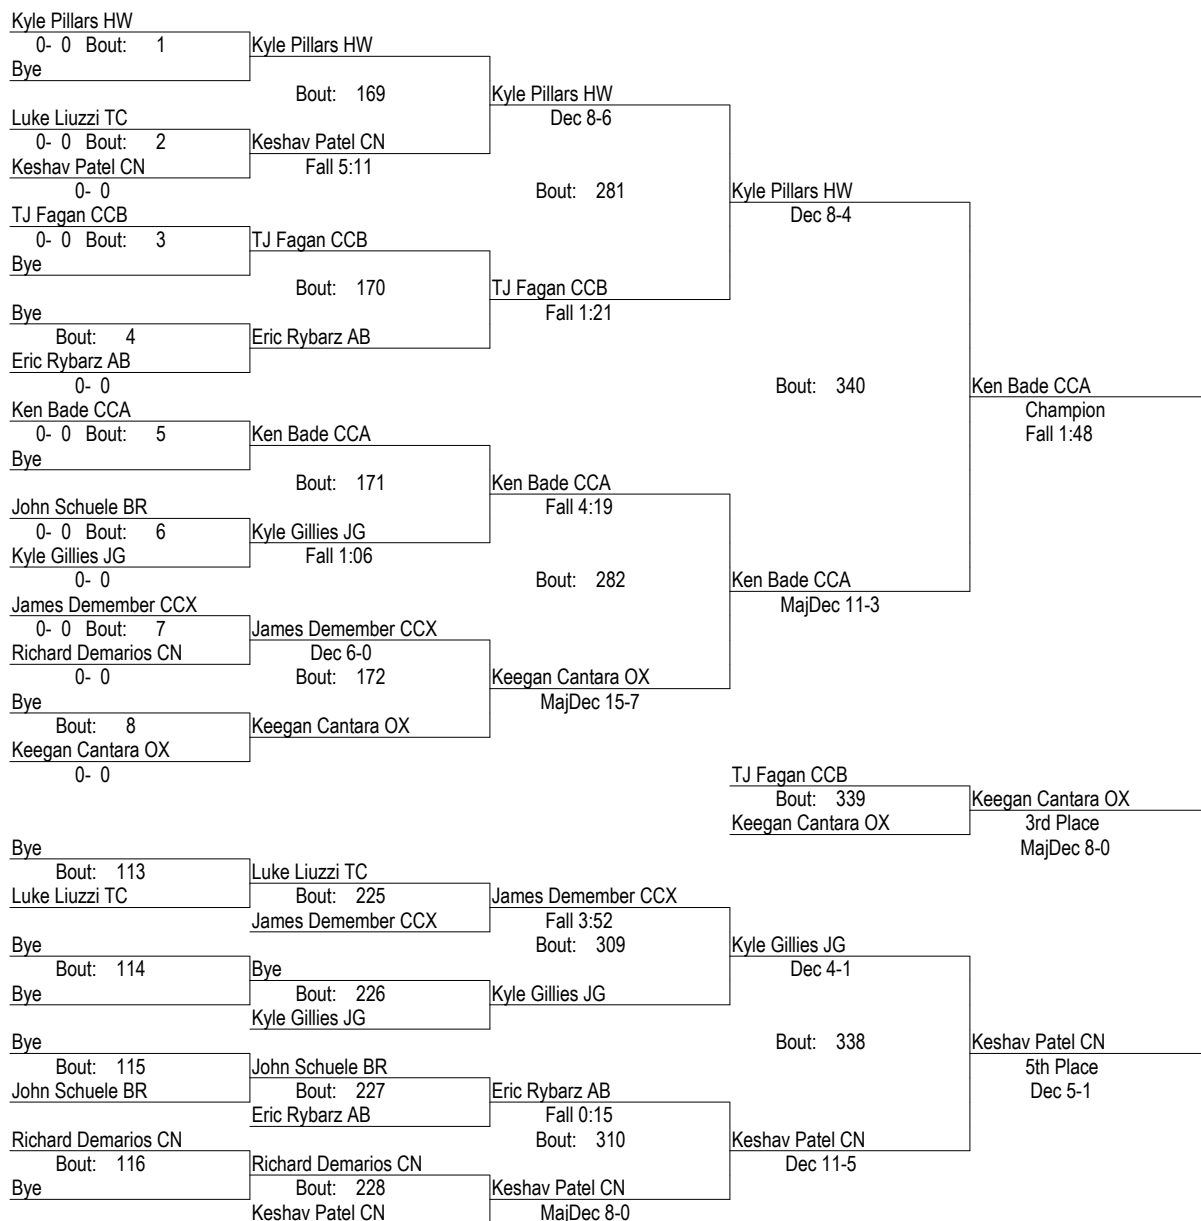 Kyle Pillars HW
0- 0 Bout: 1 Kyle Pillars HW
Bye
Bout: 169 Kyle Pillars HW
Luke Liuzzi TC Dec 8-6
0- 0 Bout: 2 Keshav Patel CN
Keshav Patel CN Fall 5:11
0- 0 Bout: 281 Kyle Pillars HW
TJ Fagan CCB Dec 8-4
0- 0 Bout: 3 TJ Fagan CCB
Bye
Bout: 170 TJ Fagan CCB
Bye Fall 1:21
Bout: 4 Eric Rybarz AB
Eric Rybarz AB
0- 0 Bout: 340 Ken Bade CCA
Ken Bade CCA Champion
0- 0 Bout: 5 Ken Bade CCA Fall 1:48
Bye
Bout: 171 Ken Bade CCA
John Schuele BR Fall 4:19
0- 0 Bout: 6 Kyle Gillies JG
Kyle Gillies JG Fall 1:06
0- 0 Bout: 282 Ken Bade CCA
James Demember CCX MajDec 11-3
0- 0 Bout: 7 James Demember CCX
Richard Demarios CN Dec 6-0
0- 0 Bout: 172 Keegan Cantara OX
Bye MajDec 15-7
Bout: 8 Keegan Cantara OX
Keegan Cantara OX
0- 0 TJ Fagan CCB
Bout: 339 Keegan Cantara OX
Keegan Cantara OX 3rd Place
Bye MajDec 8-0
Bout: 113 Luke Liuzzi TC
Luke Liuzzi TC Bout: 225 James Demember CCX
James Demember CCX Fall 3:52
Bye Bout: 309 Kyle Gillies JG
Bout: 114 Bye Dec 4-1
Bye Bout: 226 Kyle Gillies JG
Kyle Gillies JG
Bye Bout: 338 Keshav Patel CN
Bout: 115 John Schuele BR 5th Place
John Schuele BR Bout: 227 Eric Rybarz AB Dec 5-1
Eric Rybarz AB Fall 0:15
Richard Demarios CN Bout: 310 Keshav Patel CN
Bout: 116 Richard Demarios CN Dec 11-5
Bye Bout: 228 Keshav Patel CN
Keshav Patel CN MajDec 8-0